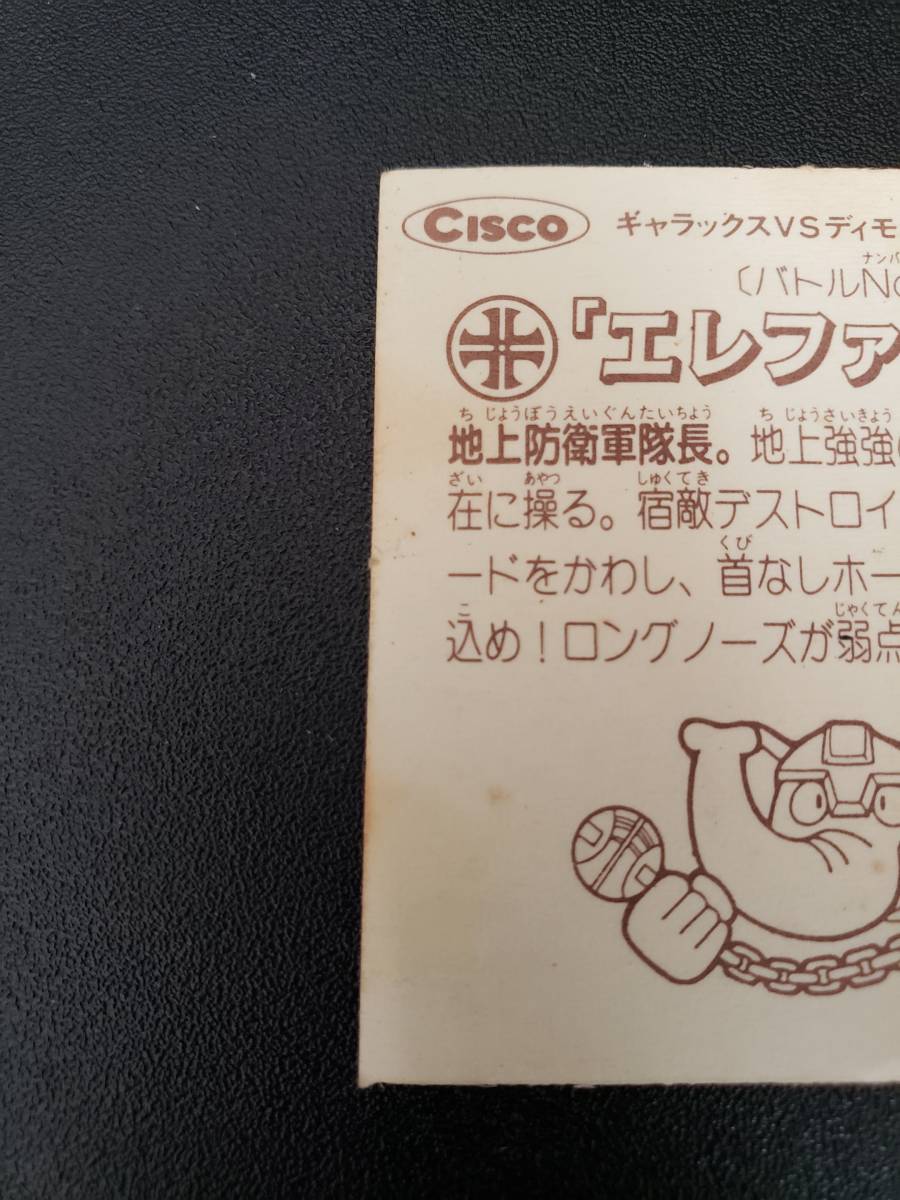 CISCO ギャラックスVSディモ
ナンバ
〔バトルNo
『エレファ
ち じょうぼうえいぐんたいちょう ち じょうさいきょう
地上防衛軍隊長。地上強強
ざい あやつ しゅくてき
在に操る。宿敵デストロイ
くび
ードをかわし、首なしホー
こ じゃくてん
込め!ロングノーズが弱点